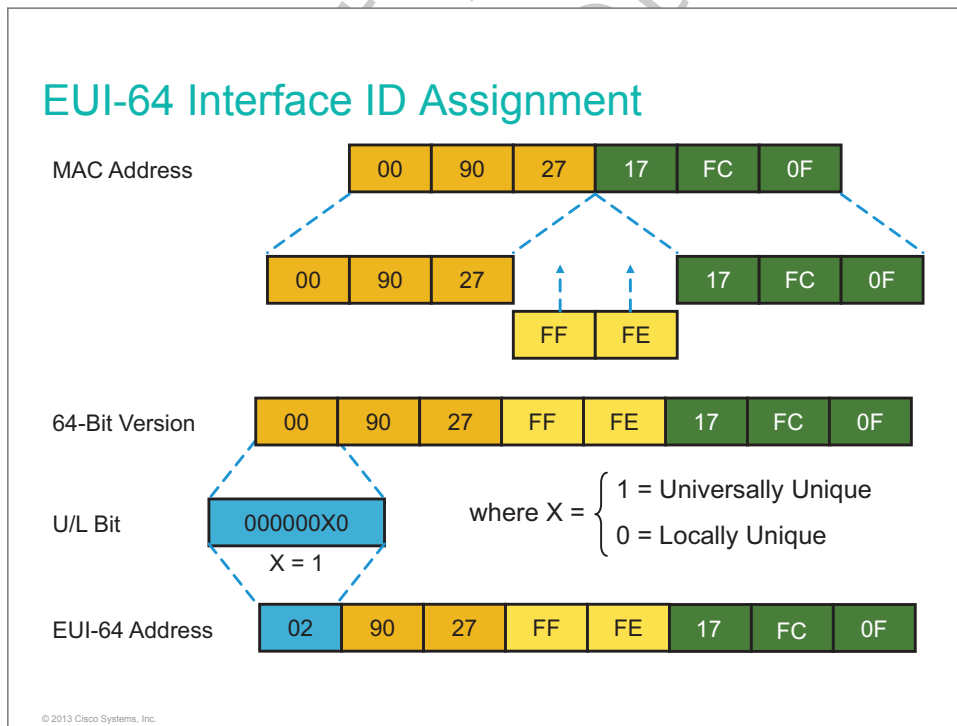 EUI-64 Interface ID Assignment
MAC Address 00 90 27 17 FC 0F
00 90 27 17 FC 0F
FF FE
64-Bit Version 00 90 27 FF FE 17 FC 0F
U/L Bit 000000X0
X = 1
where X =
1 = Universally Unique
0 = Locally Unique
EUI-64 Address 02 90 27 FF FE 17 FC 0F
© 2013 Cisco Systems, Inc.